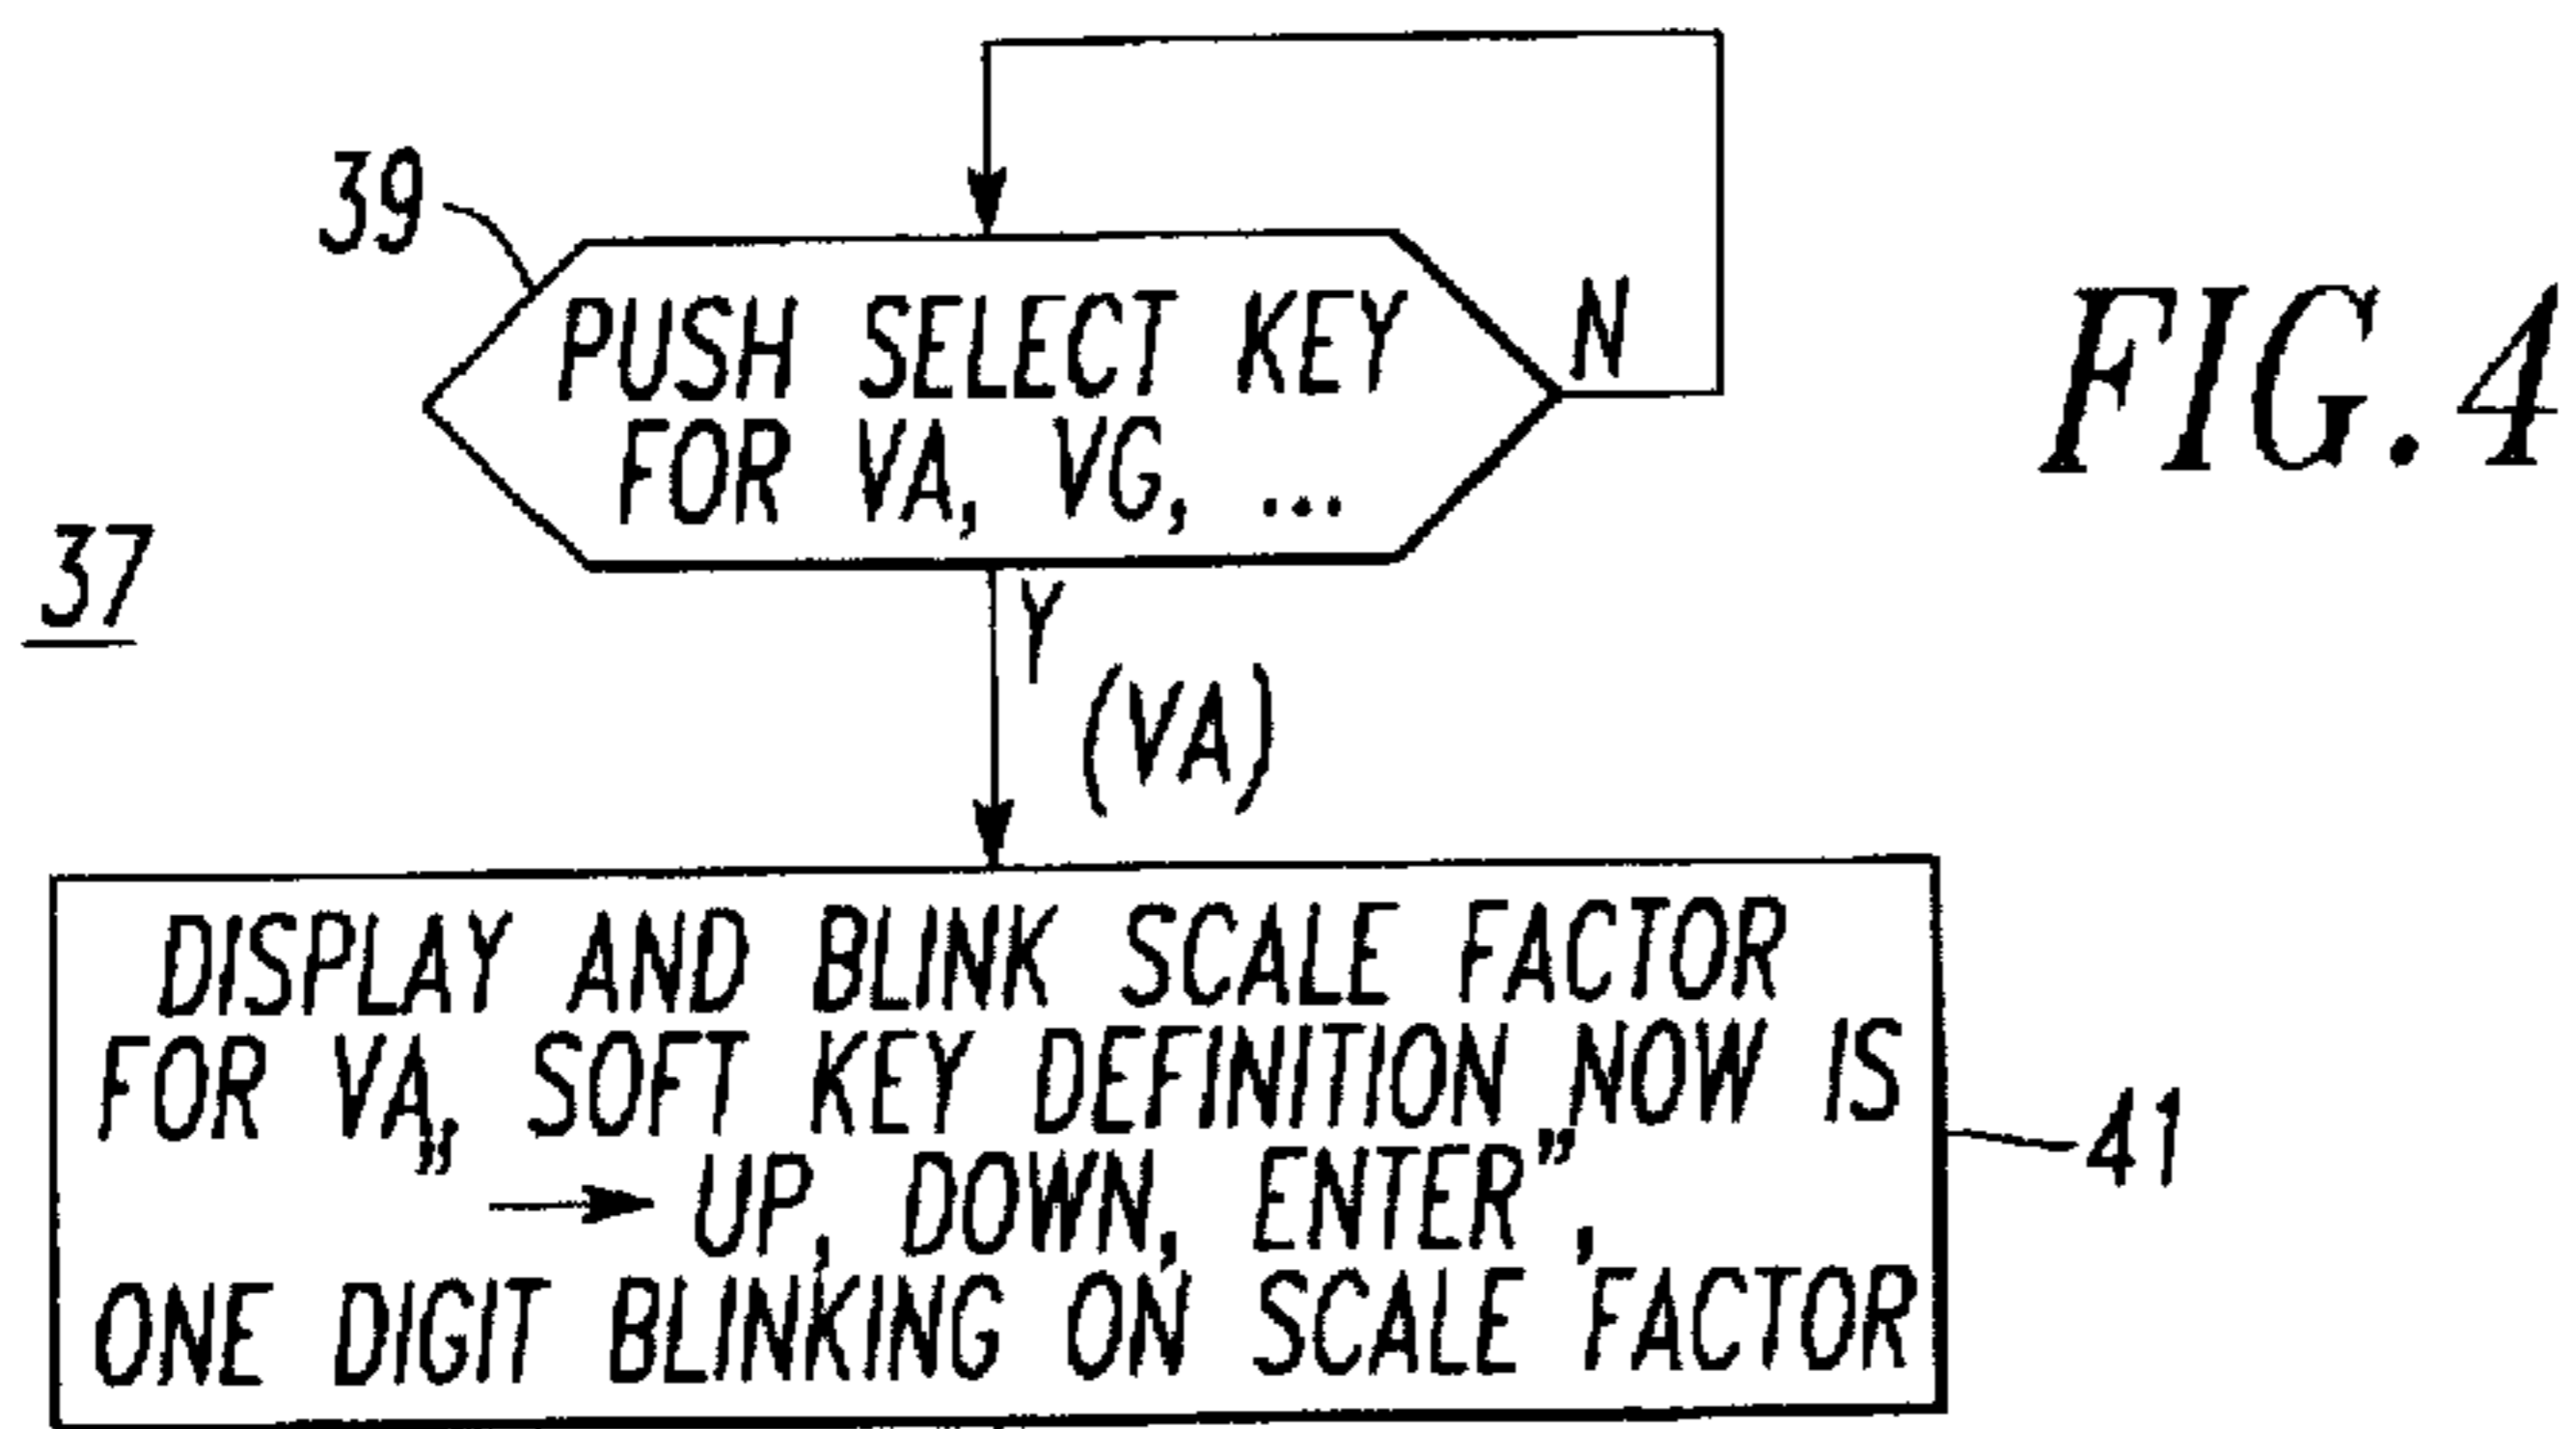 39
PUSH SELECT KEY
FOR VA, VG, ...
N
FIG. 4
37
Y
(VA)
DISPLAY AND BLINK SCALE FACTOR
FOR VA, SOFT KEY DEFINITION NOW IS
„ → UP, DOWN, ENTER”,
ONE DIGIT BLINKING ON SCALE FACTOR
41